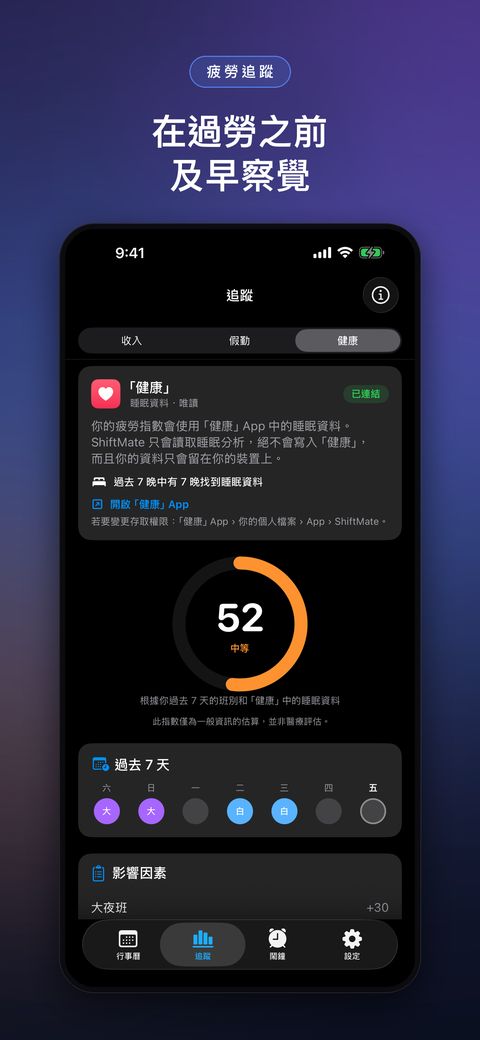 疲勞追蹤
在過勞之前
及早察覺
9:41
追蹤
收入
假勤
健康
「健康」
睡眠資料・唯讀
已連結
你的疲勞指數會使用「健康」App 中的睡眠資料。
ShiftMate 只會讀取睡眠分析，絕不會寫入「健康」，
而且你的資料只會留在你的裝置上。
過去 7 晚中有 7 晚找到睡眠資料
開啟「健康」App
若要變更存取權限：「健康」App › 你的個人檔案 › App › ShiftMate。
52
中等
根據你過去 7 天的班別和「健康」中的睡眠資料
此指數僅為一般資訊的估算，並非醫療評估。
過去 7 天
六 日 一 二 三 四 五
大 大 白 白
影響因素
大夜班 +30
行事曆 追蹤 鬧鐘 設定